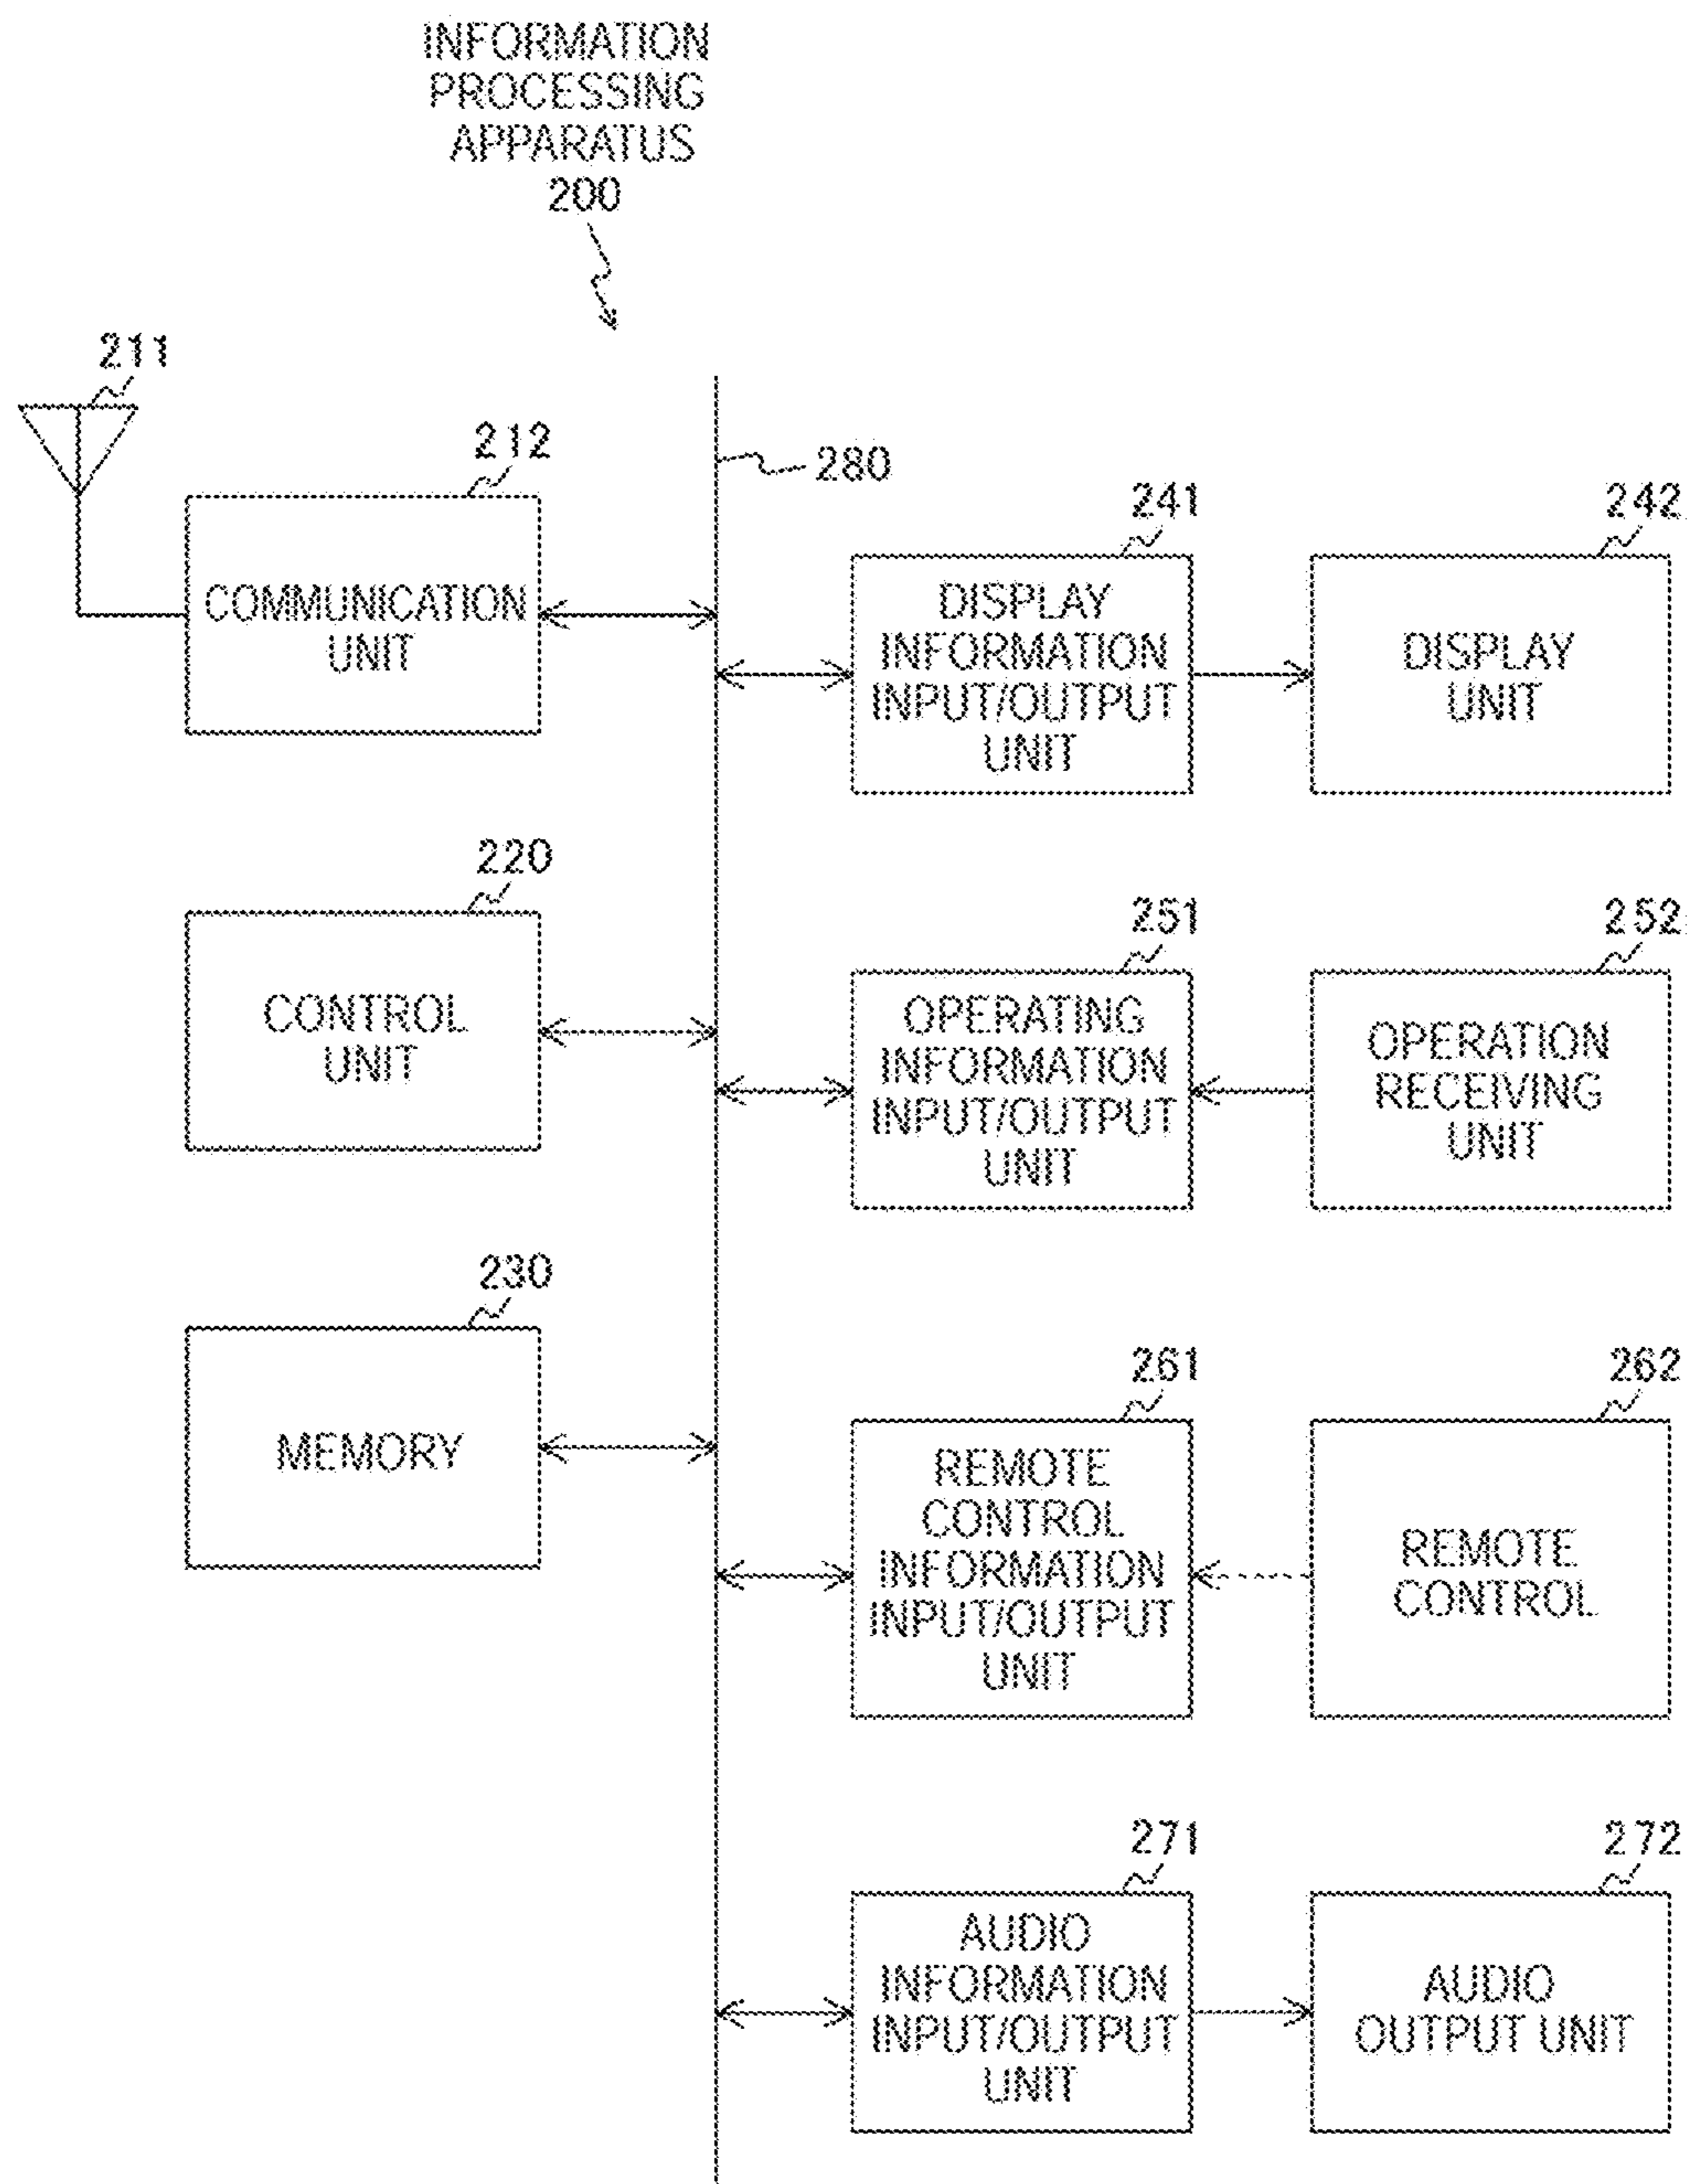 INFORMATION
PROCESSING
APPARATUS
200
211
212
COMMUNICATION
UNIT
280
241
DISPLAY
INFORMATION
INPUT/OUTPUT
UNIT
242
DISPLAY
UNIT
220
CONTROL
UNIT
251
OPERATING
INFORMATION
INPUT/OUTPUT
UNIT
252
OPERATION
RECEIVING
UNIT
230
MEMORY
261
REMOTE
CONTROL
INFORMATION
INPUT/OUTPUT
UNIT
262
REMOTE
CONTROL
271
AUDIO
INFORMATION
INPUT/OUTPUT
UNIT
272
AUDIO
OUTPUT UNIT